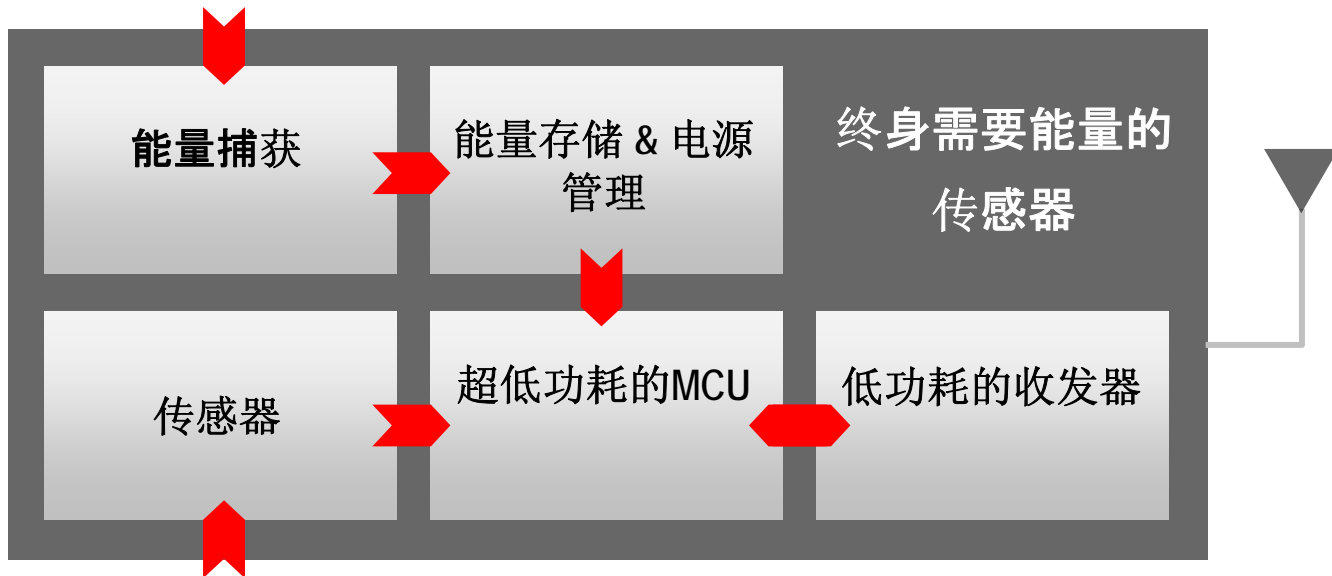 能量捕获
能量存储 & 电源
管理
终身需要能量的
传感器
传感器
超低功耗的MCU
低功耗的收发器